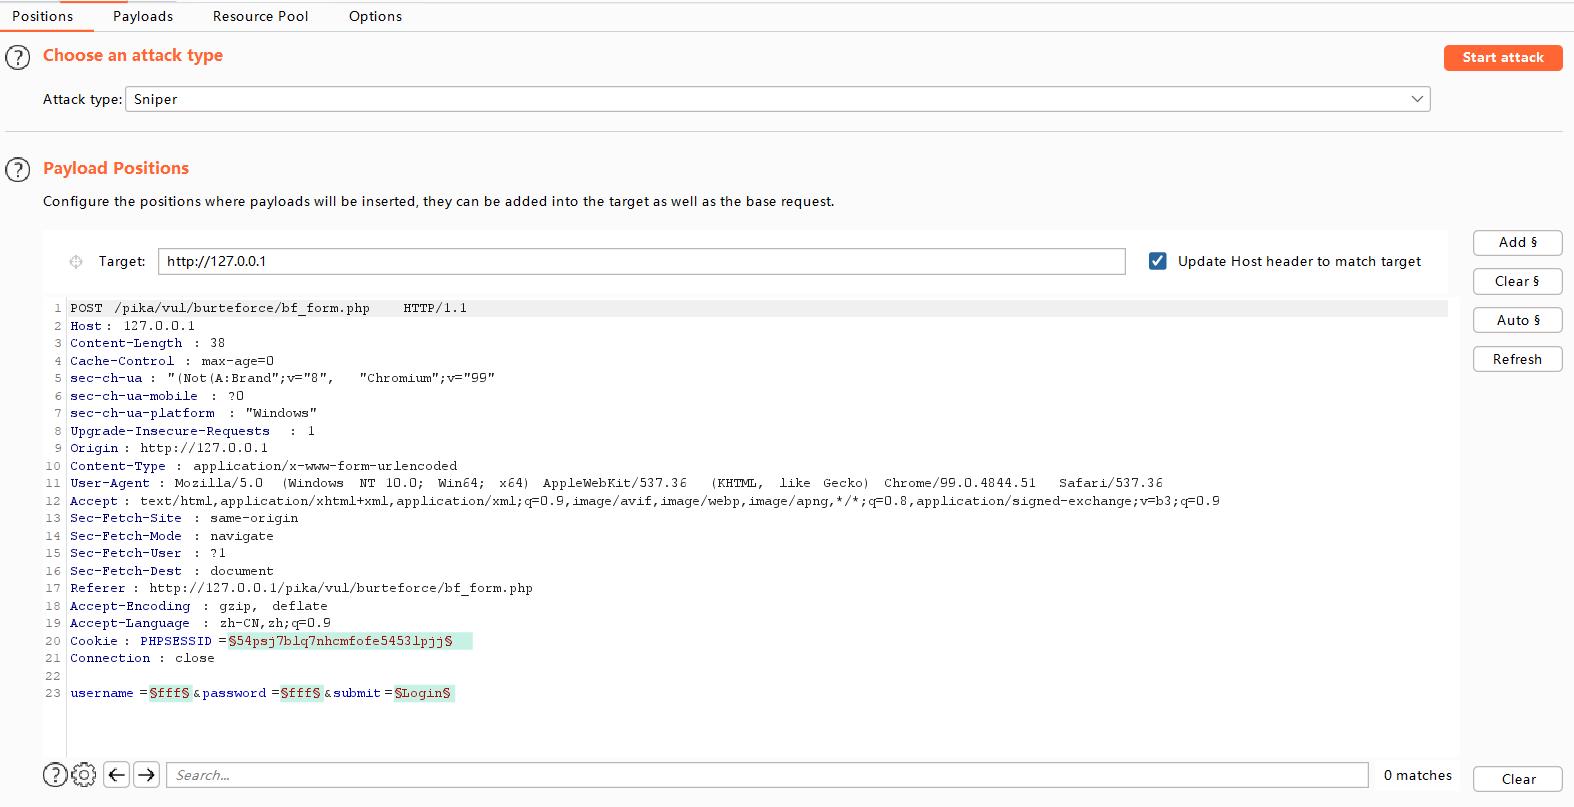 Positions Payloads Resource Pool Options
? Choose an attack type
Start attack
Attack type: Sniper
? Payload Positions
Configure the positions where payloads will be inserted, they can be added into the target as well as the base request.
Add §
Target: http://127.0.0.1
Update Host header to match target
Clear §
Auto §
Refresh
1 POST /pika/vul/burteforce/bf_form.php HTTP/1.1
2 Host: 127.0.0.1
3 Content-Length : 38
4 Cache-Control : max-age=0
5 sec-ch-ua : "(Not(A:Brand";v="8", "Chromium";v="99"
6 sec-ch-ua-mobile : ?0
7 sec-ch-ua-platform : "Windows"
8 Upgrade-Insecure-Requests : 1
9 Origin : http://127.0.0.1
10 Content-Type : application/x-www-form-urlencoded
11 User-Agent : Mozilla/5.0 (Windows NT 10.0; Win64; x64) AppleWebKit/537.36 (KHTML, like Gecko) Chrome/99.0.4844.51 Safari/537.36
12 Accept : text/html,application/xhtml+xml,application/xml;q=0.9,image/avif,image/webp,image/apng,*/*;q=0.8,application/signed-exchange;v=b3;q=0.9
13 Sec-Fetch-Site : same-origin
14 Sec-Fetch-Mode : navigate
15 Sec-Fetch-User : ?1
16 Sec-Fetch-Dest : document
17 Referer : http://127.0.0.1/pika/vul/burteforce/bf_form.php
18 Accept-Encoding : gzip, deflate
19 Accept-Language : zh-CN,zh;q=0.9
20 Cookie : PHPSESSID =§54psj7blq7nhcmfofe5453lpjj§
21 Connection : close
22
23 username =§fff§&password =§fff§&submit =§Login§
? Search... 0 matches
Clear